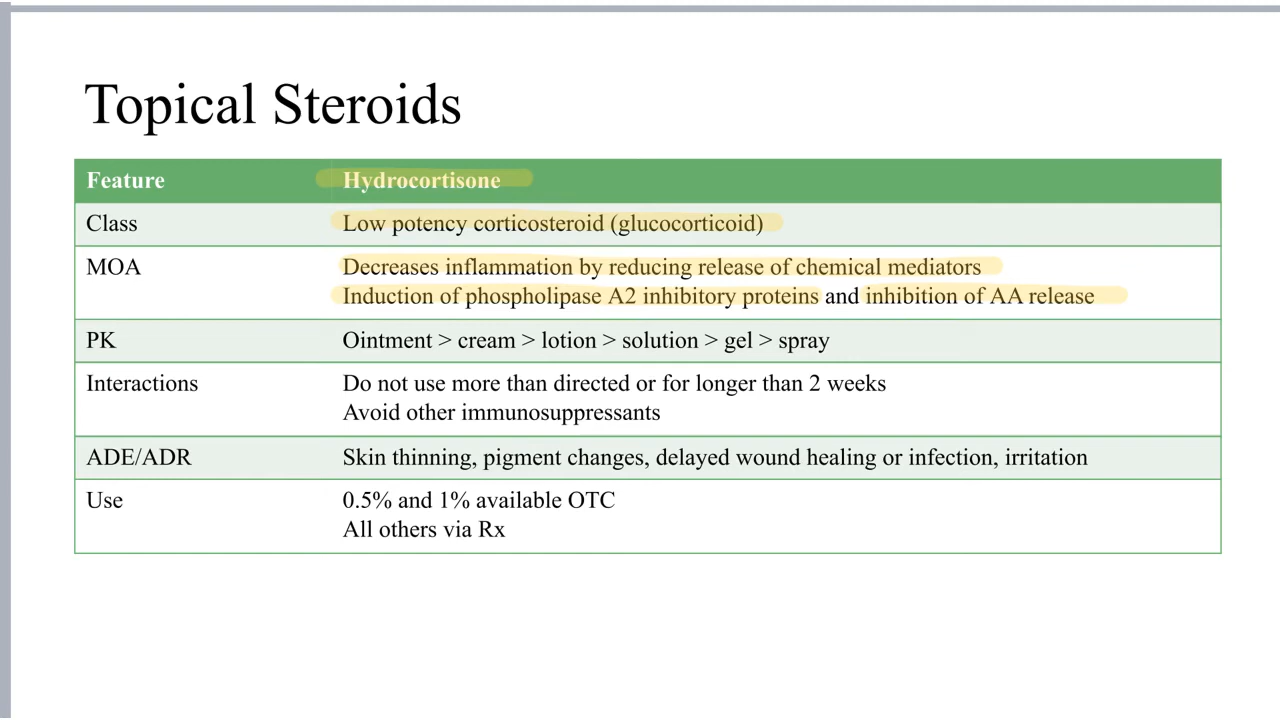 Topical Steroids
Feature Hydrocortisone
Class Low potency corticosteroid (glucocorticoid)
MOA Decreases inflammation by reducing release of chemical mediators
Induction of phospholipase A2 inhibitory proteins and inhibition of AA release
PK Ointment > cream > lotion > solution > gel > spray
Interactions Do not use more than directed or for longer than 2 weeks
Avoid other immunosuppressants
ADE/ADR Skin thinning, pigment changes, delayed wound healing or infection, irritation
Use 0.5% and 1% available OTC
All others via Rx